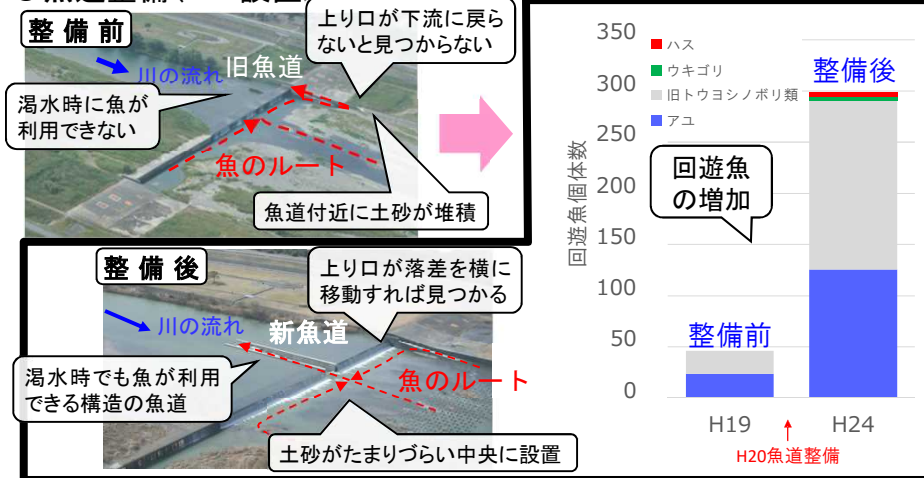 整備前
川の流れ
旧魚道
上り口が下流に戻ら
ないと見つからない
渇水時に魚が
利用できない
魚のルート
魚道付近に土砂が堆積
整備後
上り口が落差を横に
移動すれば見つかる
川の流れ
新魚道
渇水時でも魚が利用
できる構造の魚道
魚のルート
土砂がたまりづらい中央に設置
回遊魚個体数
350
300
250
200
150
100
50
0
ハス
ウキゴリ
旧トウヨシノボリ類
アユ
整備後
回遊魚
の増加
整備前
H19
H24
H20魚道整備